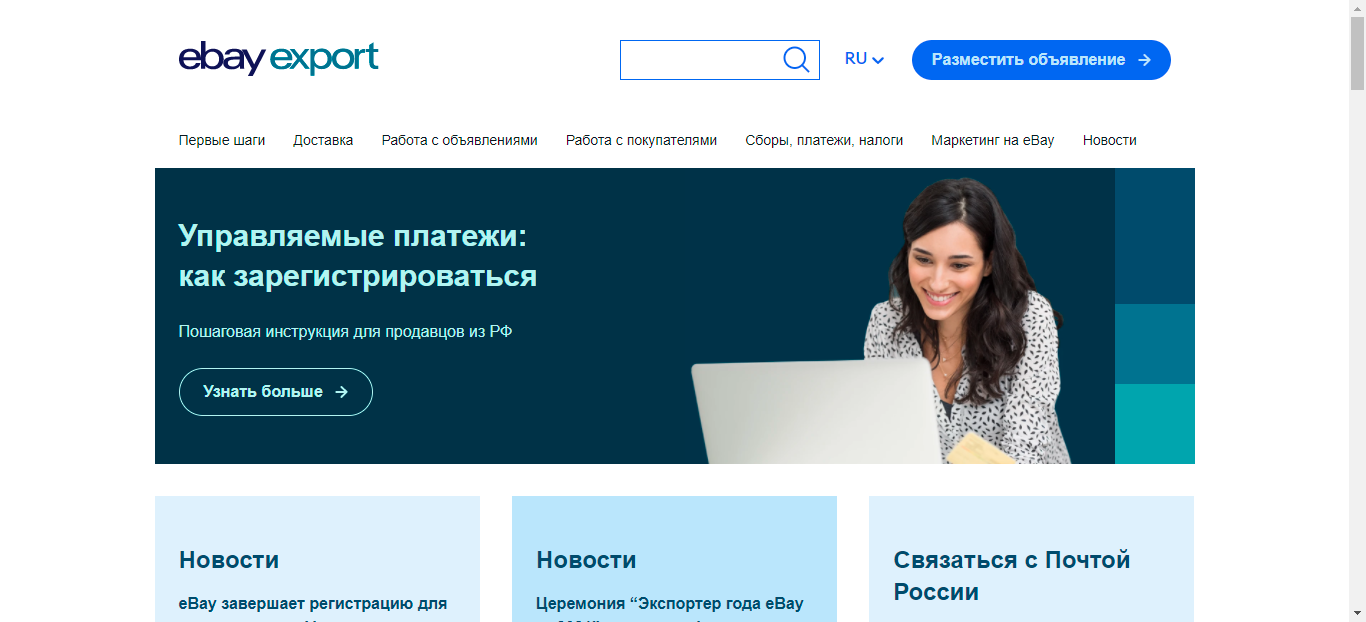 ebay export
RU
Разместить объявление
Первые шаги
Доставка
Работа с объявлениями
Работа с покупателями
Сборы, платежи, налоги
Маркетинг на eBay
Новости
Управляемые платежи:
как зарегистрироваться
Пошаговая инструкция для продавцов из РФ
Узнать больше
Новости
eBay завершает регистрацию для
Новости
Церемония “Экспортер года eBay
Связаться с Почтой
России